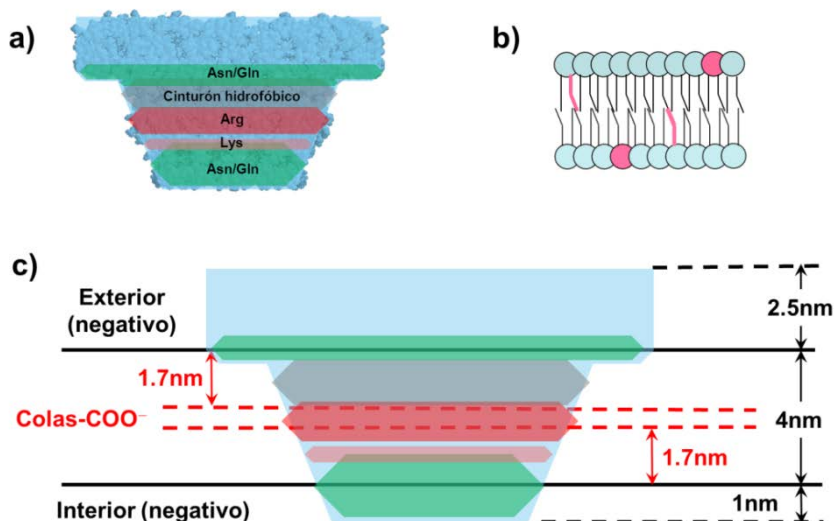 a)
Asn/Gln
Cinturón hidrofóbico
Arg
Lys
Asn/Gln
b)
c)
Exterior
(negativo)
2.5nm
1.7nm
Colas-COO⁻
4nm
1.7nm
Interior (negativo)
1nm